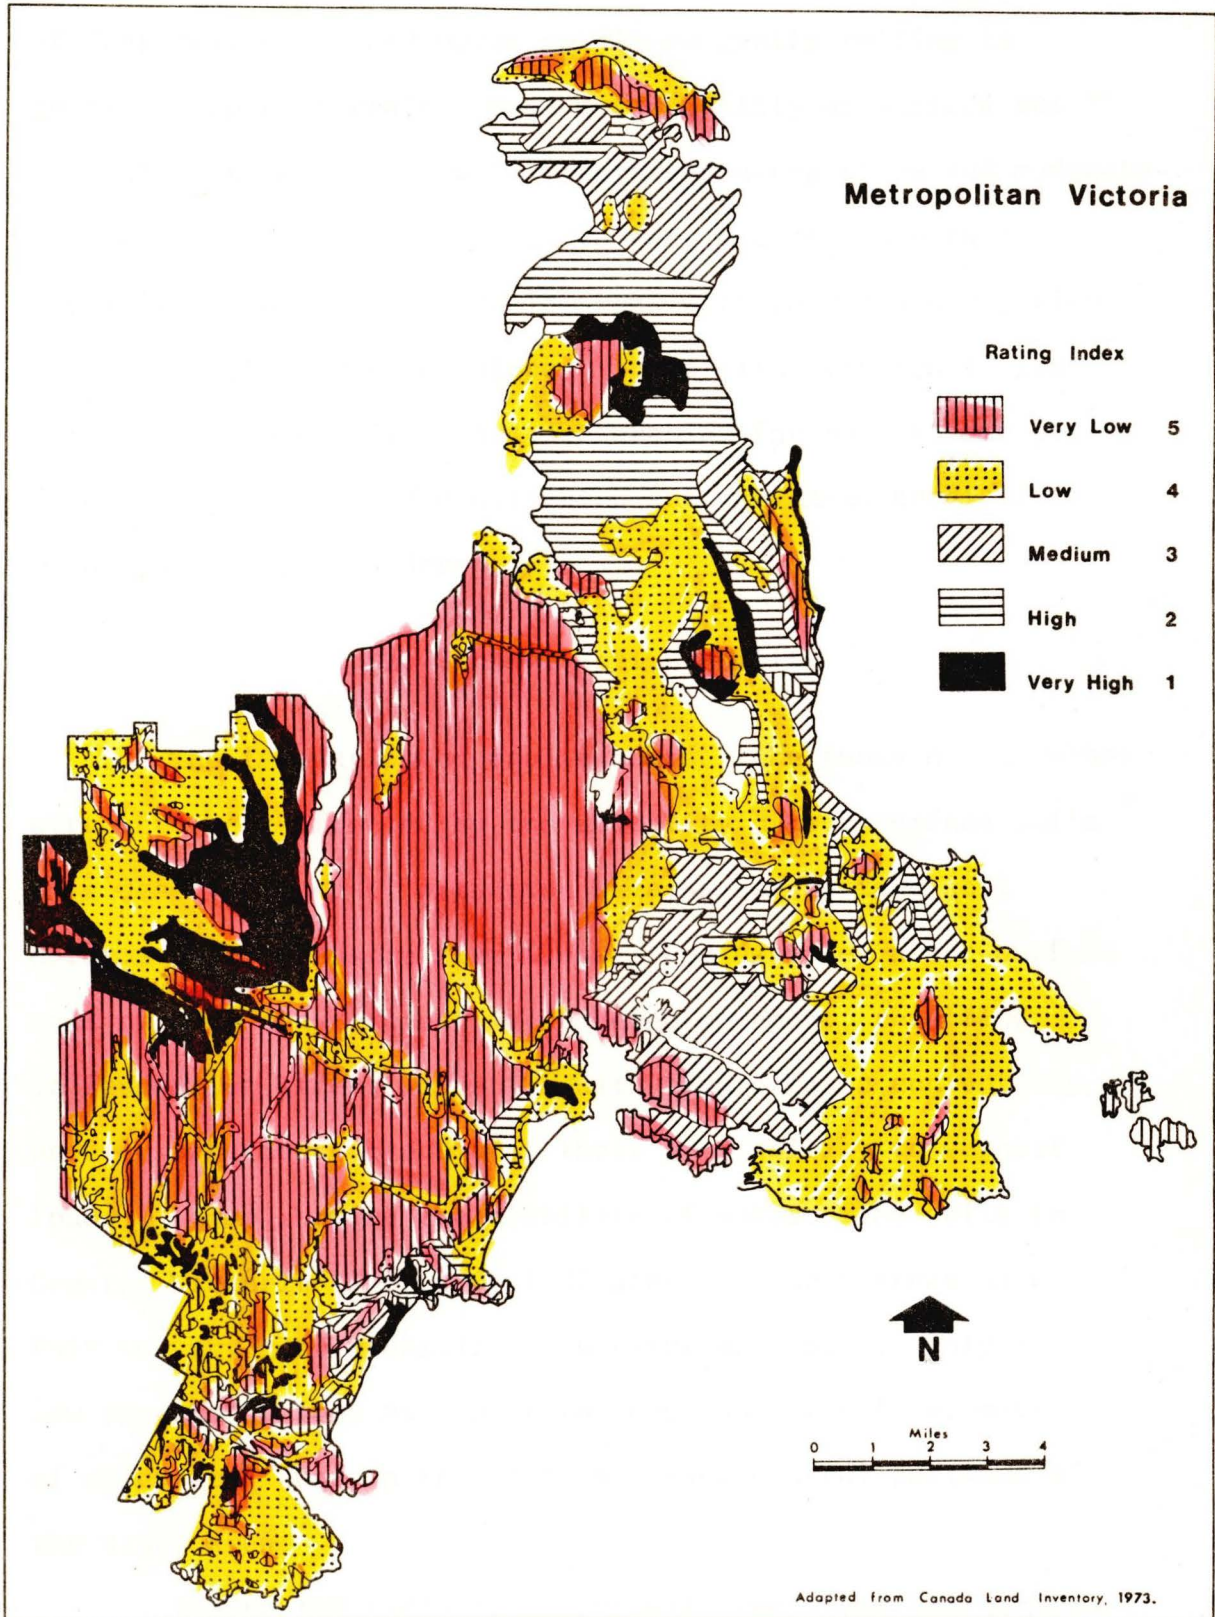 Metropolitan Victoria
Rating Index
Very Low 5
Low 4
Medium 3
High 2
Very High 1
N
Miles
0 1 2 3 4
Adapted from Canada Land Inventory, 1973.